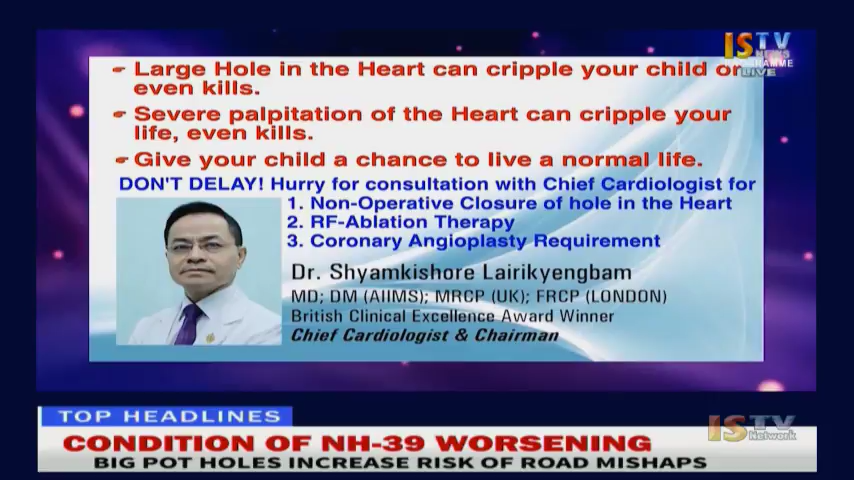 ISTV
NEWS
PROGRAMME
LIVE
Large Hole in the Heart can cripple your child or
even kills.
Severe palpitation of the Heart can cripple your
life, even kills.
Give your child a chance to live a normal life.
DON'T DELAY! Hurry for consultation with Chief Cardiologist for
1. Non-Operative Closure of hole in the Heart
2. RF-Ablation Therapy
3. Coronary Angioplasty Requirement
Dr. Shyamkishore Lairikyengbam
MD; DM (AIIMS); MRCP (UK); FRCP (LONDON)
British Clinical Excellence Award Winner
Chief Cardiologist & Chairman
TOP HEADLINES
ISTV
Network
CONDITION OF NH-39 WORSENING
BIG POT HOLES INCREASE RISK OF ROAD MISHAPS